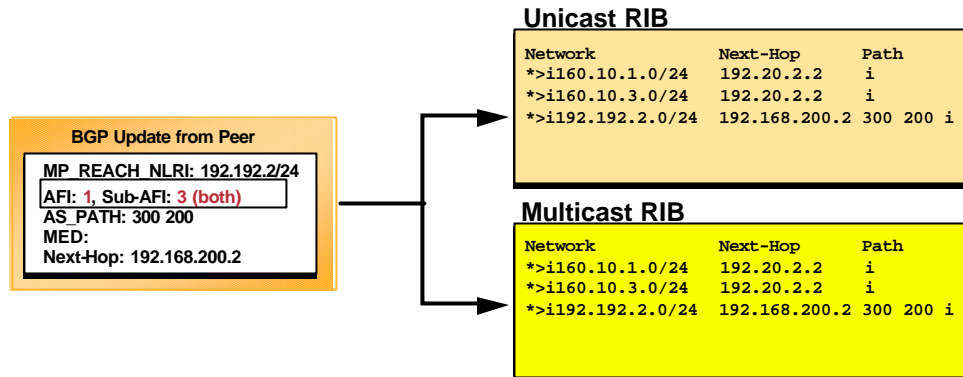 BGP Update from Peer
MP_REACH_NLRI: 192.192.2/24
AFI: 1, Sub-AFI: 3 (both)
AS_PATH: 300 200
MED:
Next-Hop: 192.168.200.2
Unicast RIB
Network Next-Hop Path
*>i160.10.1.0/24 192.20.2.2 i
*>i160.10.3.0/24 192.20.2.2 i
*>i192.192.2.0/24 192.168.200.2 300 200 i
Multicast RIB
Network Next-Hop Path
*>i160.10.1.0/24 192.20.2.2 i
*>i160.10.3.0/24 192.20.2.2 i
*>i192.192.2.0/24 192.168.200.2 300 200 i